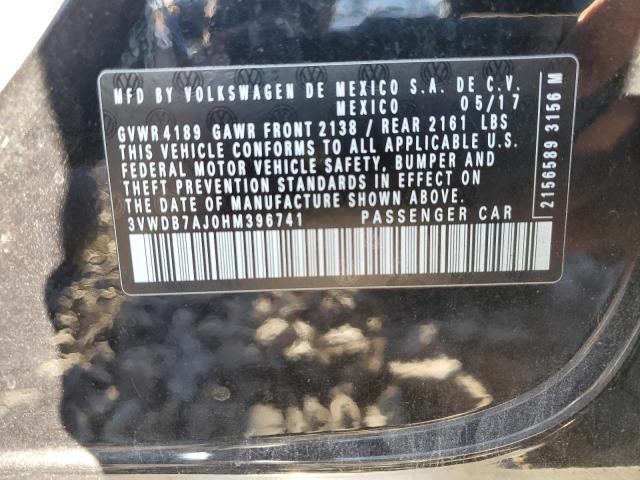 MFD BY VOLKSWAGEN DE MEXICO S.A. DE C.V.
MEXICO 05/17
GVWR 4189 GAWR FRONT 2138 / REAR 2161 LBS
THIS VEHICLE CONFORMS TO ALL APPLICABLE U.S.
FEDERAL MOTOR VEHICLE SAFETY, BUMPER AND
THEFT PREVENTION STANDARDS IN EFFECT ON
THE DATE OF MANUFACTURE SHOWN ABOVE.
3VWDB7AJ0HM396741 PASSENGER CAR
2156589 3156 M